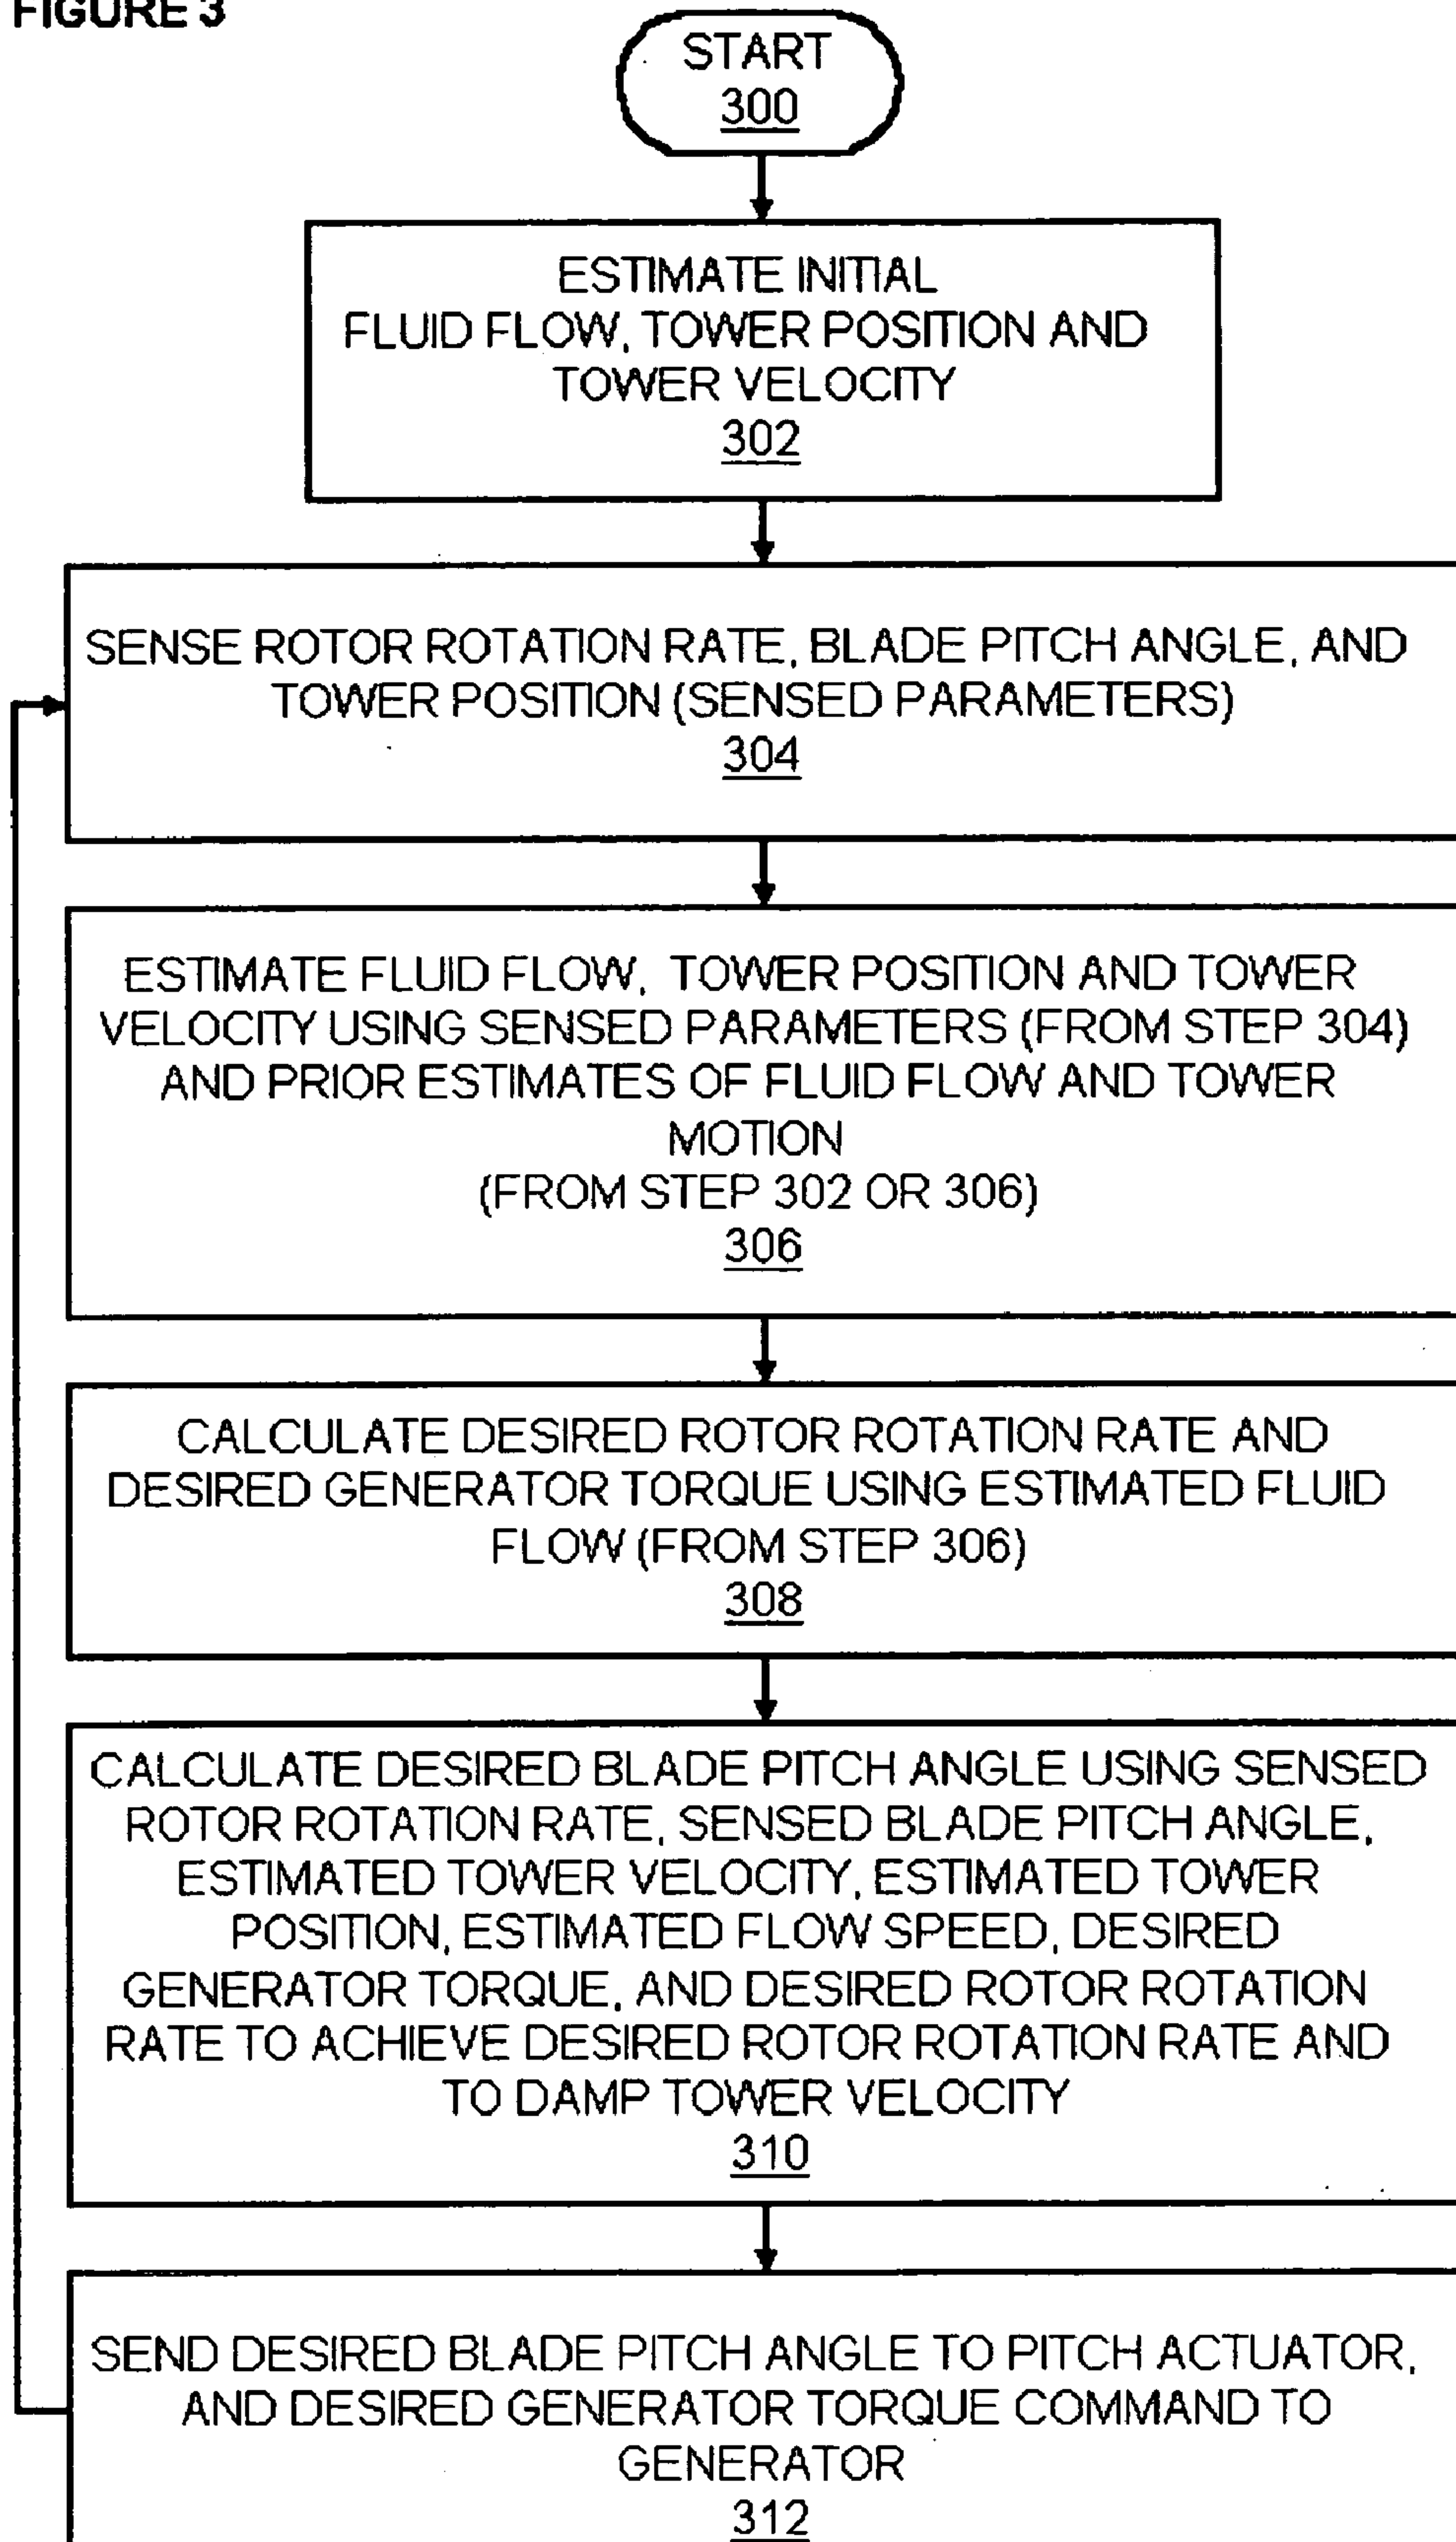 FIGURE 3
START
300
ESTIMATE INITIAL
FLUID FLOW, TOWER POSITION AND
TOWER VELOCITY
302
SENSE ROTOR ROTATION RATE, BLADE PITCH ANGLE, AND
TOWER POSITION (SENSED PARAMETERS)
304
ESTIMATE FLUID FLOW, TOWER POSITION AND TOWER
VELOCITY USING SENSED PARAMETERS (FROM STEP 304)
AND PRIOR ESTIMATES OF FLUID FLOW AND TOWER
MOTION
(FROM STEP 302 OR 306)
306
CALCULATE DESIRED ROTOR ROTATION RATE AND
DESIRED GENERATOR TORQUE USING ESTIMATED FLUID
FLOW (FROM STEP 306)
308
CALCULATE DESIRED BLADE PITCH ANGLE USING SENSED
ROTOR ROTATION RATE, SENSED BLADE PITCH ANGLE,
ESTIMATED TOWER VELOCITY, ESTIMATED TOWER
POSITION, ESTIMATED FLOW SPEED, DESIRED
GENERATOR TORQUE, AND DESIRED ROTOR ROTATION
RATE TO ACHIEVE DESIRED ROTOR ROTATION RATE AND
TO DAMP TOWER VELOCITY
310
SEND DESIRED BLADE PITCH ANGLE TO PITCH ACTUATOR,
AND DESIRED GENERATOR TORQUE COMMAND TO
GENERATOR
312